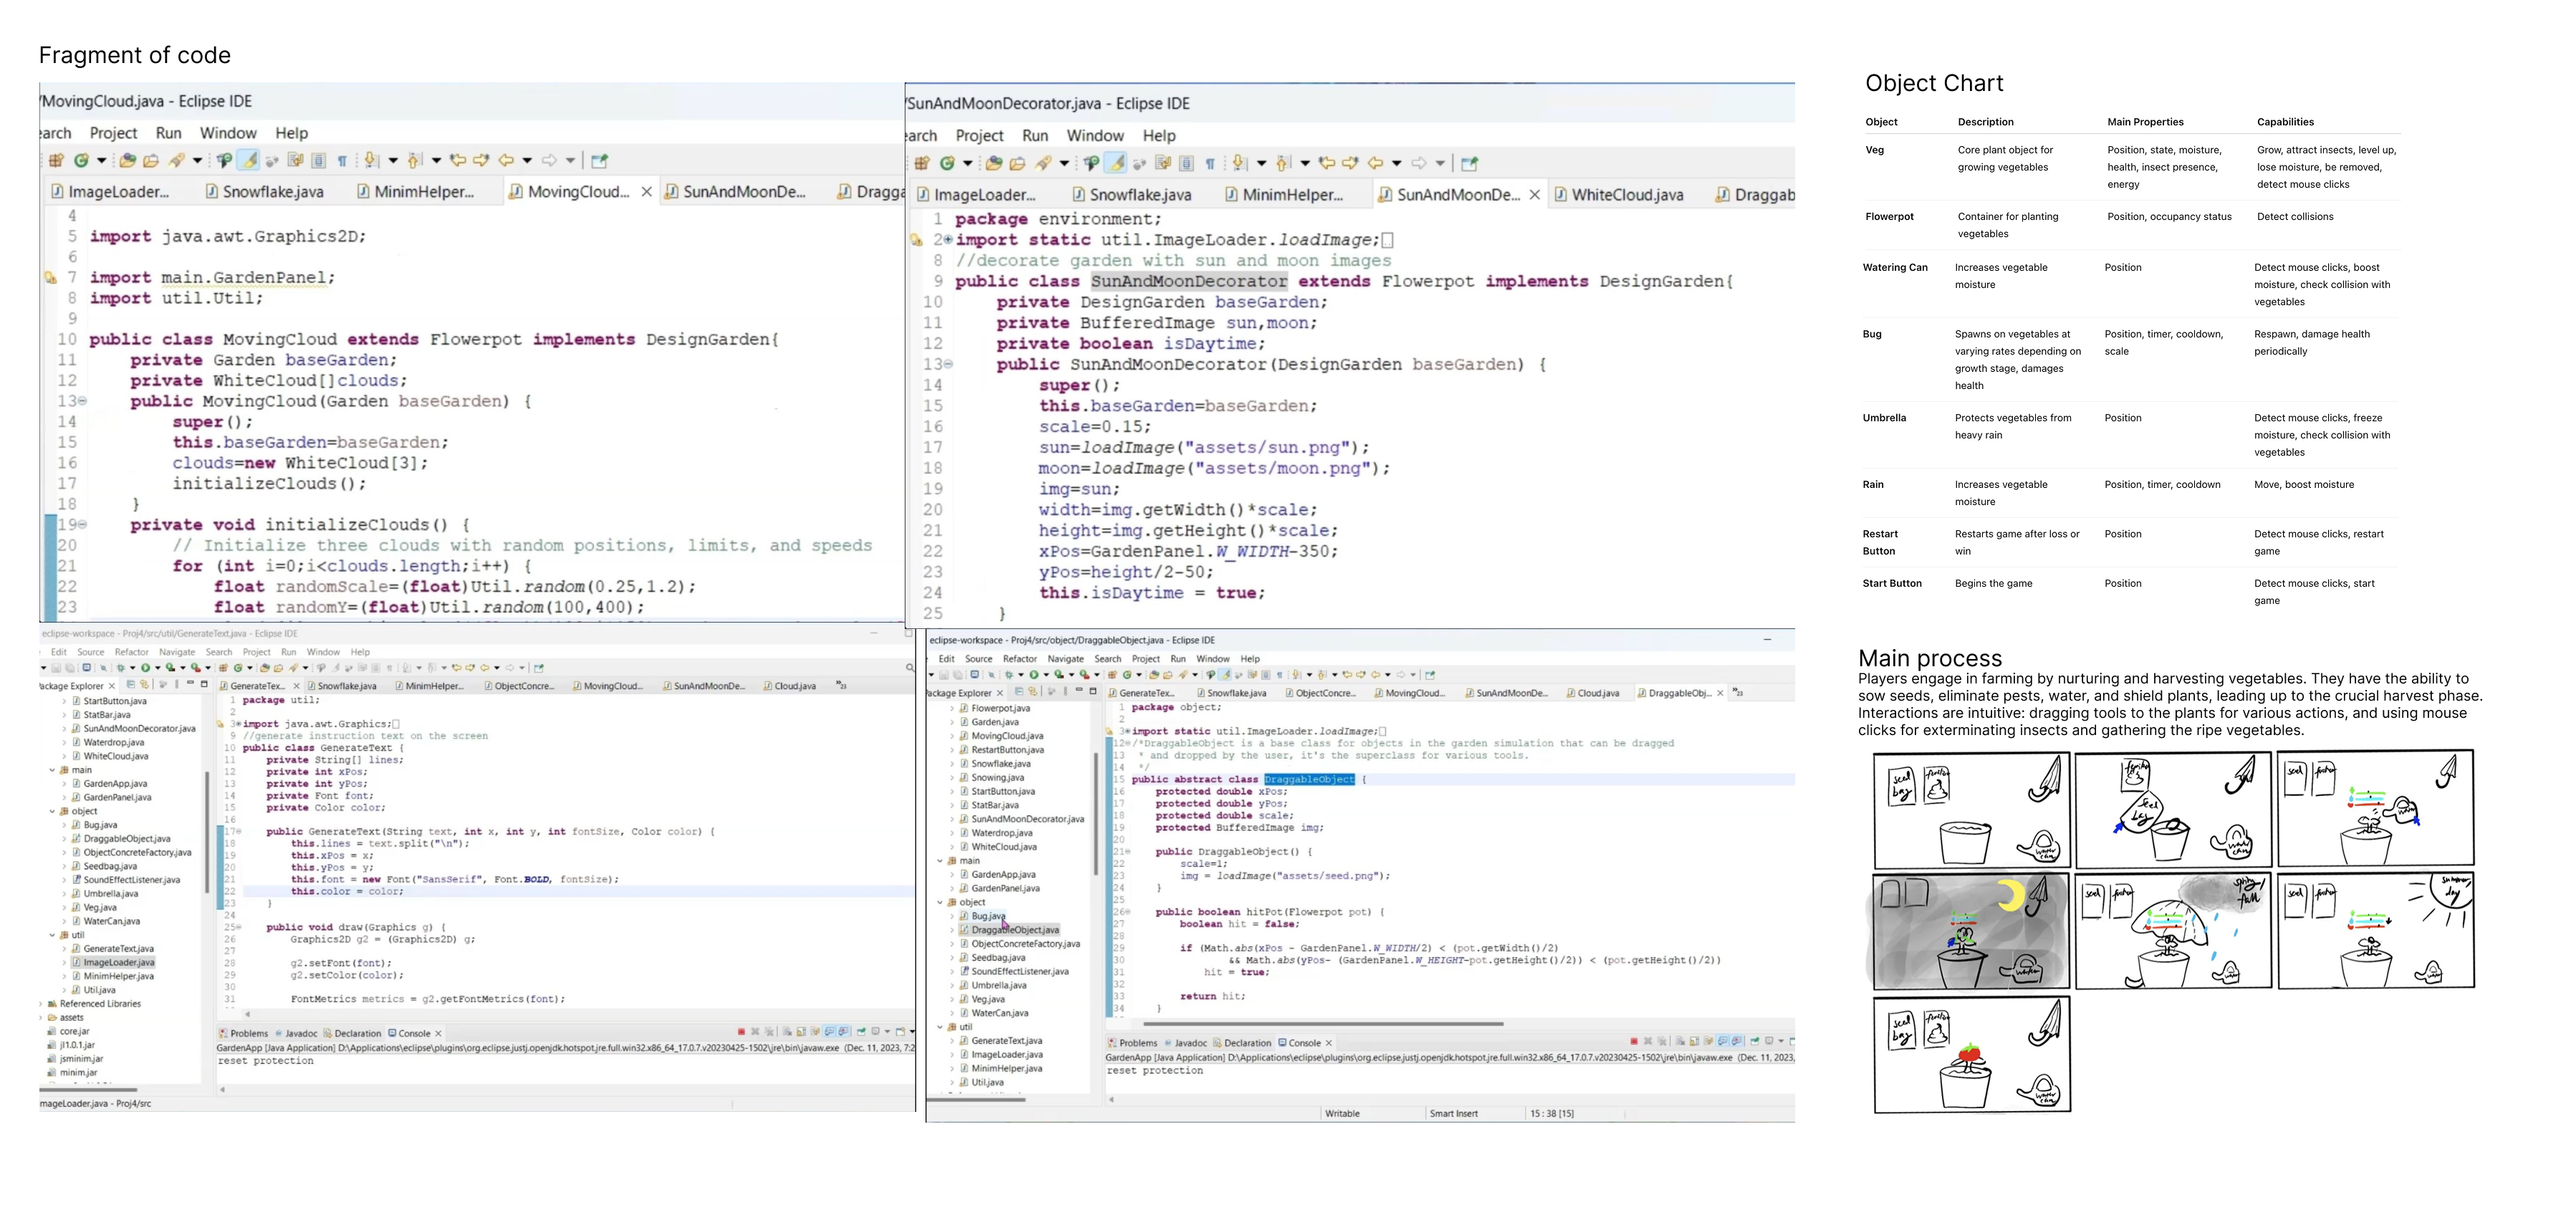 Fragment of code
/MovingCloud.java - Eclipse IDE
arch Project Run Window Help
ImageLoader... Snowflake.java MinimHelper... MovingCloud... SunAndMoonDe... Dragga
4
5 import java.awt.Graphics2D;
6
7 import main.GardenPanel;
8 import util.Util;
9
10 public class MovingCloud extends Flowerpot implements DesignGarden{
11 private Garden baseGarden;
12 private WhiteCloud[]clouds;
13 public MovingCloud(Garden baseGarden) {
14 super();
15 this.baseGarden=baseGarden;
16 clouds=new WhiteCloud[3];
17 initializeClouds();
18 }
19 private void initializeClouds() {
20 // Initialize three clouds with random positions, limits, and speeds
21 for (int i=0;i<clouds.length;i++) {
22 float randomScale=(float)Util.random(0.25,1.2);
23 float randomY=(float)Util.random(100,400);
/SunAndMoonDecorator.java - Eclipse IDE
arch Project Run Window Help
ImageLoader... Snowflake.java MinimHelper... SunAndMoonDe... WhiteCloud.java Draggab
1 package environment;
2 import static util.ImageLoader.loadImage;
8 //decorate garden with sun and moon images
9 public class SunAndMoonDecorator extends Flowerpot implements DesignGarden{
10 private DesignGarden baseGarden;
11 private BufferedImage sun,moon;
12 private boolean isDaytime;
13 public SunAndMoonDecorator(DesignGarden baseGarden) {
14 super();
15 this.baseGarden=baseGarden;
16 scale=0.15;
17 sun=loadImage("assets/sun.png");
18 moon=loadImage("assets/moon.png");
19 img=sun;
20 width=img.getWidth()*scale;
21 height=img.getHeight()*scale;
22 xPos=GardenPanel.W_WIDTH-350;
23 yPos=height/2-50;
24 this.isDaytime = true;
25 }
eclipse-workspace - Proj4/src/util/GenerateText.java - Eclipse IDE
Edit Source Refactor Navigate Search Project Run Window Help
Package Explorer
StartButton.java
StatBar.java
SunAndMoonDecorator.java
Waterdrop.java
WhiteCloud.java
main
GardenApp.java
GardenPanel.java
object
Bug.java
DraggableObject.java
ObjectConcreteFactory.java
Seedbag.java
SoundEffectListener.java
Umbrella.java
Veg.java
WaterCan.java
util
GenerateText.java
ImageLoader.java
MinimHelper.java
Util.java
Referenced Libraries
assets
core.jar
jl1.0.1.jar
jsminim.jar
minim.jar
mageLoader.java - Proj4/src
GenerateTex... Snowflake.java MinimHelper... ObjectConcre... MovingCloud... SunAndMoonDe... Cloud.java 23
1 package util;
2
3 import java.awt.Graphics;
9 //generate instruction text on the screen
10 public class GenerateText {
11 private String[] lines;
12 private int xPos;
13 private int yPos;
14 private Font font;
15 private Color color;
16
17 public GenerateText(String text, int x, int y, int fontSize, Color color) {
18 this.lines = text.split("\n");
19 this.xPos = x;
20 this.yPos = y;
21 this.font = new Font("SansSerif", Font.BOLD, fontSize);
22 this.color = color;
23 }
24
25 public void draw(Graphics g) {
26 Graphics2D g2 = (Graphics2D) g;
27
28 g2.setFont(font);
29 g2.setColor(color);
30
31 FontMetrics metrics = g2.getFontMetrics(font);
Problems Javadoc Declaration Console
GardenApp [Java Application] D:\Applications\eclipse\plugins\org.eclipse.justj.openjdk.hotspot.jre.full.win32.x86_64_17.0.7.v20230425-1502\jre\bin\javaw.exe (Dec. 11, 2023, 7:2
reset protection
eclipse-workspace - Proj4/src/object/DraggableObject.java - Eclipse IDE
Edit Source Refactor Navigate Search Project Run Window Help
Package Explorer
Flowerpot.java
Garden.java
MovingCloud.java
RestartButton.java
Snowflake.java
Snowing.java
StartButton.java
StatBar.java
SunAndMoonDecorator.java
Waterdrop.java
WhiteCloud.java
main
GardenApp.java
GardenPanel.java
object
Bug.java
DraggableObject.java
ObjectConcreteFactory.java
Seedbag.java
SoundEffectListener.java
Umbrella.java
Veg.java
WaterCan.java
util
GenerateText.java
ImageLoader.java
MinimHelper.java
Util.java
GenerateTex... Snowflake.java ObjectConcre... MovingCloud... SunAndMoonDe... Cloud.java DraggableObj... 23
1 package object;
2
3 import static util.ImageLoader.loadImage;
12 /*DraggableObject is a base class for objects in the garden simulation that can be dragged
13 * and dropped by the user, it's the superclass for various tools.
14 */
15 public abstract class DraggableObject {
16 protected double xPos;
17 protected double yPos;
18 protected double scale;
19 protected BufferedImage img;
20
21 public DraggableObject() {
22 scale=1;
23 img = loadImage("assets/seed.png");
24 }
25
26 public boolean hitPot(Flowerpot pot) {
27 boolean hit = false;
28
29 if (Math.abs(xPos - GardenPanel.W_WIDTH/2) < (pot.getWidth()/2)
30 && Math.abs(yPos- (GardenPanel.W_HEIGHT-pot.getHeight()/2)) < (pot.getHeight()/2))
31 hit = true;
32
33 return hit;
34 }
Problems Javadoc Declaration Console
GardenApp [Java Application] D:\Applications\eclipse\plugins\org.eclipse.justj.openjdk.hotspot.jre.full.win32.x86_64_17.0.7.v20230425-1502\jre\bin\javaw.exe (Dec. 11, 2023,
reset protection
Writable Smart Insert 15 : 38 [15]
Object Chart
Object Description Main Properties Capabilities
Veg
Core plant object for
growing vegetables
Position, state, moisture,
health, insect presence,
energy
Grow, attract insects, level up,
lose moisture, be removed,
detect mouse clicks
Flowerpot
Container for planting
vegetables
Position, occupancy status
Detect collisions
Watering Can
Increases vegetable
moisture
Position
Detect mouse clicks, boost
moisture, check collision with
vegetables
Bug
Spawns on vegetables at
varying rates depending on
growth stage, damages
health
Position, timer, cooldown,
scale
Respawn, damage health
periodically
Umbrella
Protects vegetables from
heavy rain
Position
Detect mouse clicks, freeze
moisture, check collision with
vegetables
Rain
Increases vegetable
moisture
Position, timer, cooldown
Move, boost moisture
Restart
Button
Restarts game after loss or
win
Position
Detect mouse clicks, restart
game
Start Button
Begins the game
Position
Detect mouse clicks, start
game
Main process
Players engage in farming by nurturing and harvesting vegetables. They have the ability to
sow seeds, eliminate pests, water, and shield plants, leading up to the crucial harvest phase.
Interactions are intuitive: dragging tools to the plants for various actions, and using mouse
clicks for exterminating insects and gathering the ripe vegetables.
seed
bag
water
can
seed
seed
seed
day
seed
bag